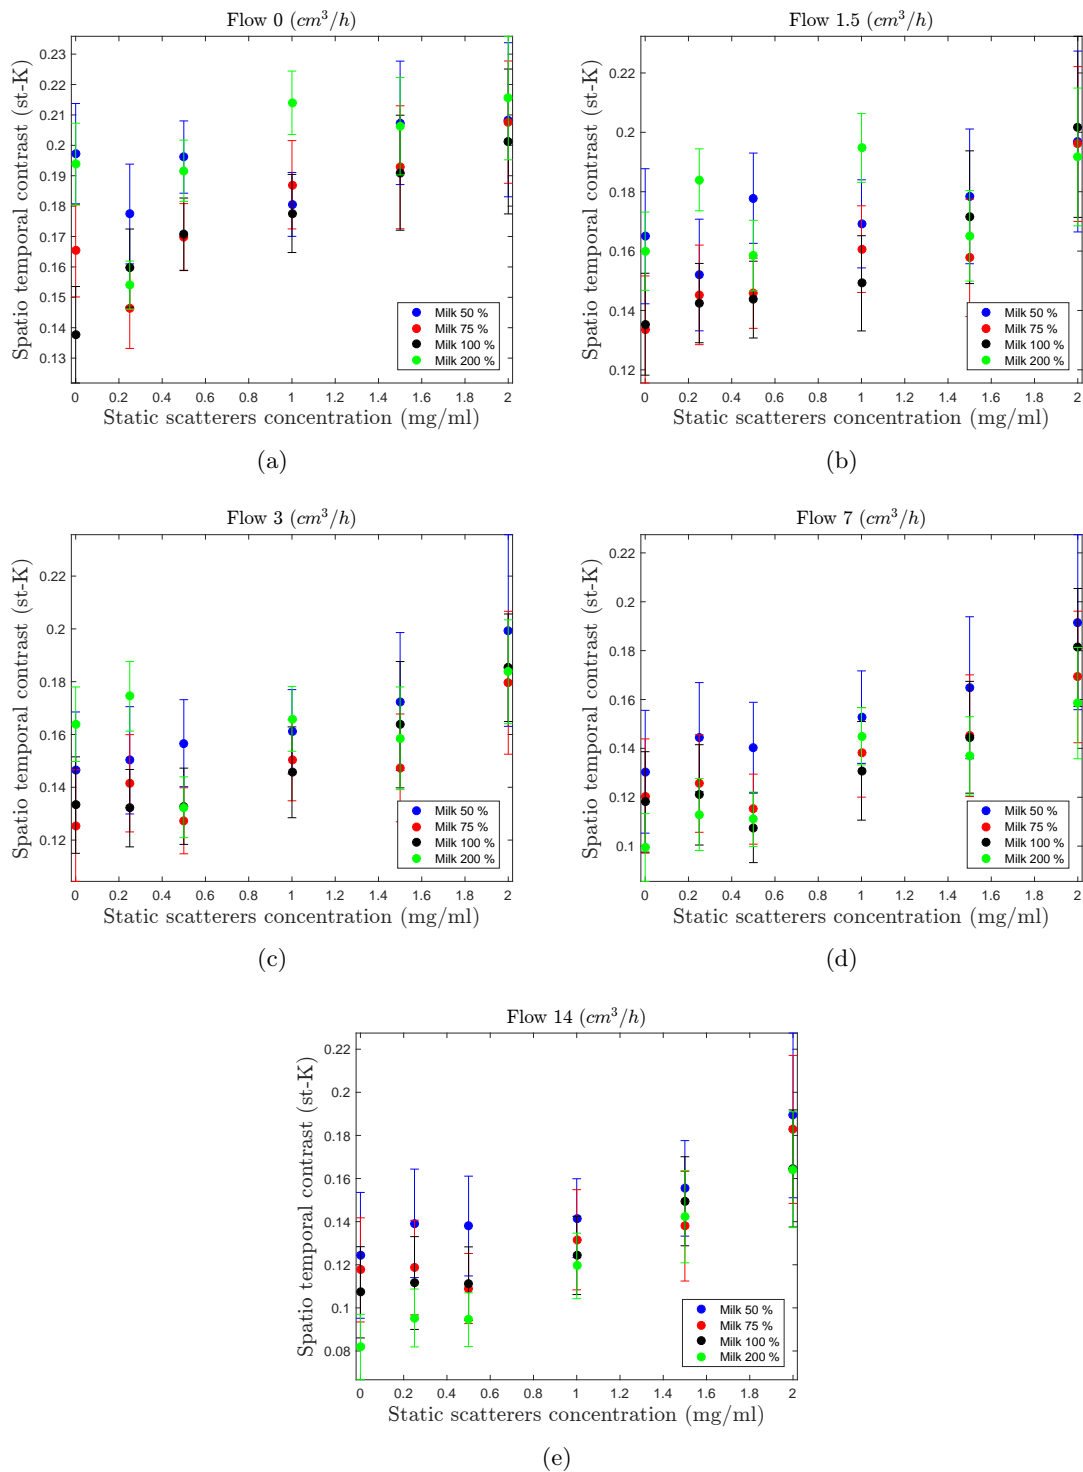 Flow 0 (cm³/h)
Spatio temporal contrast (st-K)
0.23
0.22
0.21
0.2
0.19
0.18
0.17
0.16
0.15
0.14
0.13
Milk 50 %
Milk 75 %
Milk 100 %
Milk 200 %
0 0.2 0.4 0.6 0.8 1 1.2 1.4 1.6 1.8 2
Static scatterers concentration (mg/ml)
(a)
Flow 1.5 (cm³/h)
Spatio temporal contrast (st-K)
0.22
0.2
0.18
0.16
0.14
0.12
Milk 50 %
Milk 75 %
Milk 100 %
Milk 200 %
0 0.2 0.4 0.6 0.8 1 1.2 1.4 1.6 1.8 2
Static scatterers concentration (mg/ml)
(b)
Flow 3 (cm³/h)
Spatio temporal contrast (st-K)
0.22
0.2
0.18
0.16
0.14
0.12
Milk 50 %
Milk 75 %
Milk 100 %
Milk 200 %
0 0.2 0.4 0.6 0.8 1 1.2 1.4 1.6 1.8 2
Static scatterers concentration (mg/ml)
(c)
Flow 7 (cm³/h)
Spatio temporal contrast (st-K)
0.22
0.2
0.18
0.16
0.14
0.12
0.1
Milk 50 %
Milk 75 %
Milk 100 %
Milk 200 %
0 0.2 0.4 0.6 0.8 1 1.2 1.4 1.6 1.8 2
Static scatterers concentration (mg/ml)
(d)
Flow 14 (cm³/h)
Spatio temporal contrast (st-K)
0.22
0.2
0.18
0.16
0.14
0.12
0.1
0.08
Milk 50 %
Milk 75 %
Milk 100 %
Milk 200 %
0 0.2 0.4 0.6 0.8 1 1.2 1.4 1.6 1.8 2
Static scatterers concentration (mg/ml)
(e)